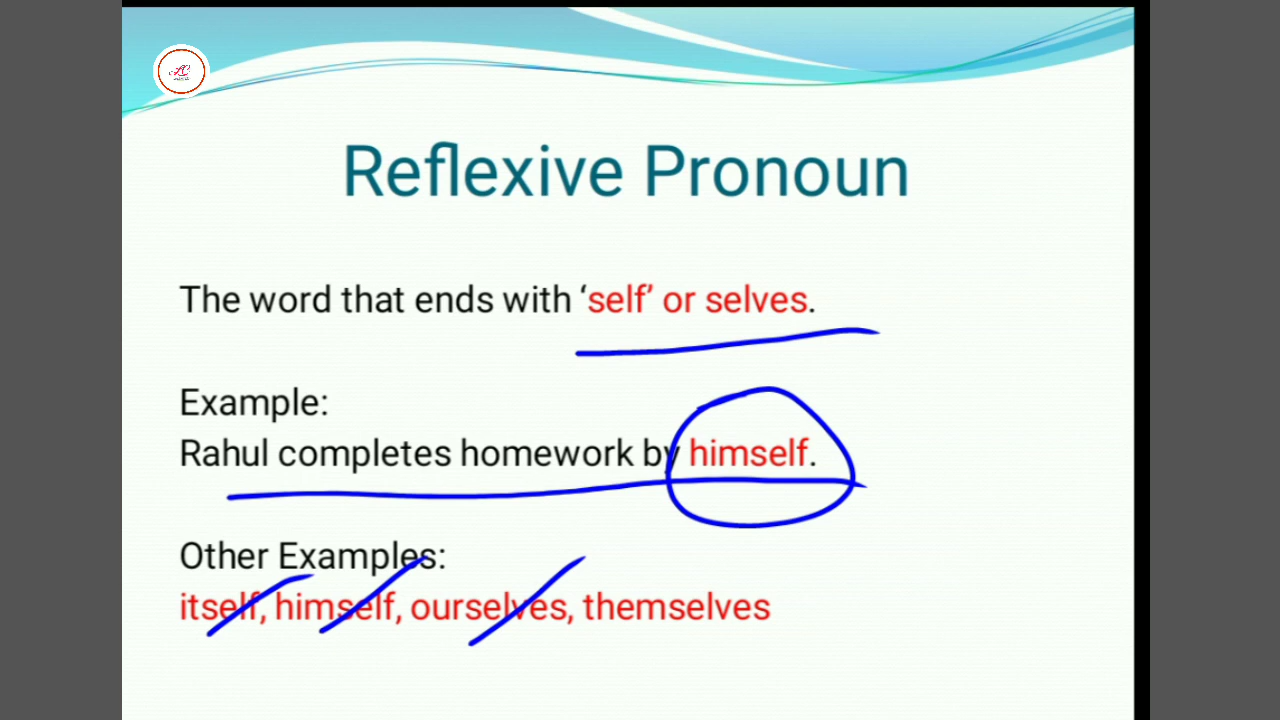 Reflexive Pronoun
The word that ends with ‘self’ or selves.
Example:
Rahul completes homework by himself.
Other Examples:
itself, himself, ourselves, themselves